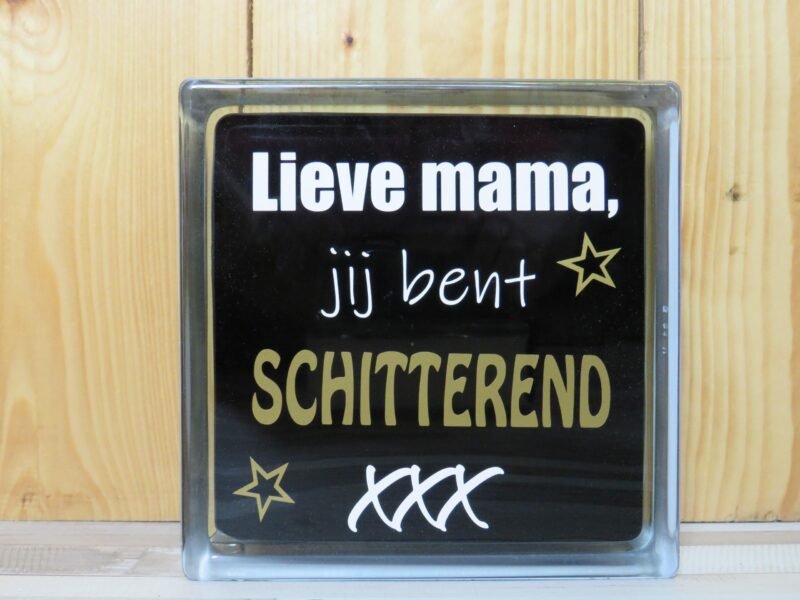 Lieve mama,
jij bent
SCHITTEREND
xxx